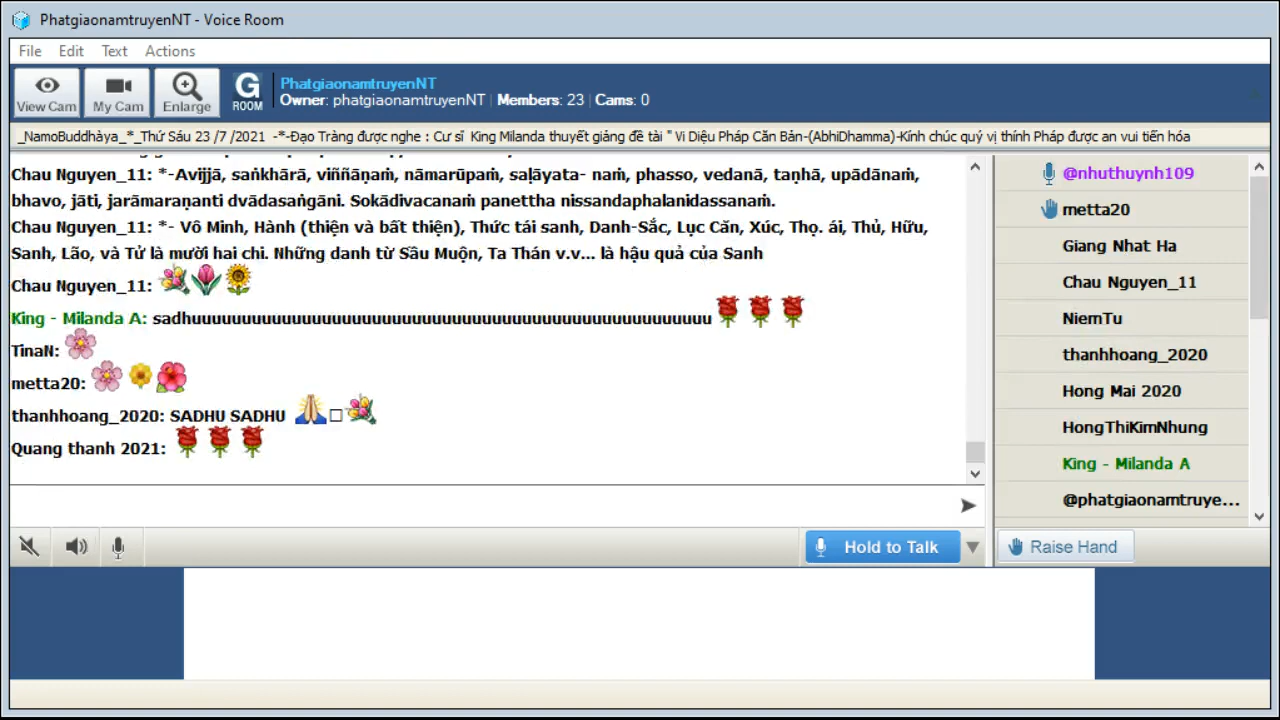 PhatgiaonamtruyenNT - Voice Room
File Edit Text Actions
View Cam My Cam Enlarge G ROOM
PhatgiaonamtruyenNT
Owner: phatgiaonamtruyenNT | Members: 23 | Cams: 0
_NamoBuddhàya_*_Thứ Sáu 23 /7 /2021 -*-Đạo Tràng được nghe : Cư sĩ King Milanda thuyết giảng đề tài " Vi Diệu Pháp Căn Bản-(AbhiDhamma)-Kính chúc quý vị thính Pháp được an vui tiến hóa
Chau Nguyen_11: *-Avijjā, saṅkhārā, viññāṇaṁ, nāmarūpaṁ, saḷāyata- naṁ, phasso, vedanā, taṇhā, upādānaṁ,
bhavo, jāti, jarāmaraṇanti dvādasaṅgāni. Sokādivacanaṁ panettha nissandaphalanidassanaṁ.
Chau Nguyen_11: *- Vô Minh, Hành (thiện và bất thiện), Thức tái sanh, Danh-Sắc, Lục Căn, Xúc, Thọ. ái, Thủ, Hữu,
Sanh, Lão, và Tử là mười hai chi. Những danh từ Sầu Muộn, Ta Thán v.v... là hậu quả của Sanh
Chau Nguyen_11:
King - Milanda A: sadhuuuuuuuuuuuuuuuuuuuuuuuuuuuuuuuuuuuuuuuuuuuuuuuuuuuu
TinaN:
metta20:
thanhhoang_2020: SADHU SADHU
Quang thanh 2021:
@nhuthuynh109
metta20
Giang Nhat Ha
Chau Nguyen_11
NiemTu
thanhhoang_2020
Hong Mai 2020
HongThiKimNhung
King - Milanda A
@phatgiaonamtruye...
Hold to Talk
Raise Hand